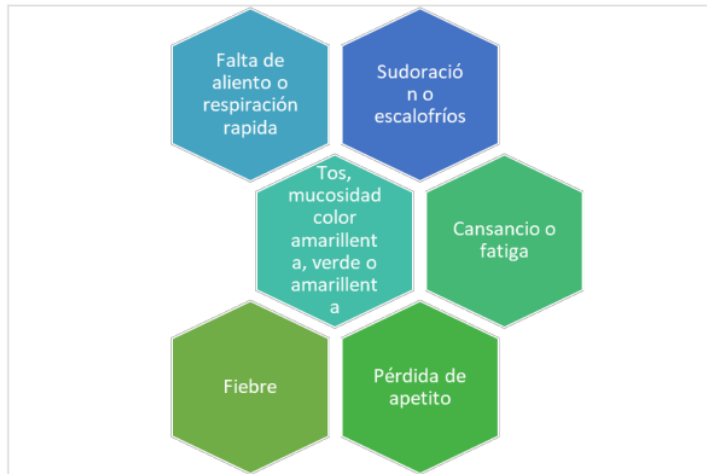 Falta de
aliento o
respiración
rapida
Sudoració
n o
escalofríos
Tos,
mucosidad
color
amarillent
a, verde o
amarillent
a
Cansancio o
fatiga
Fiebre
Pérdida de
apetito